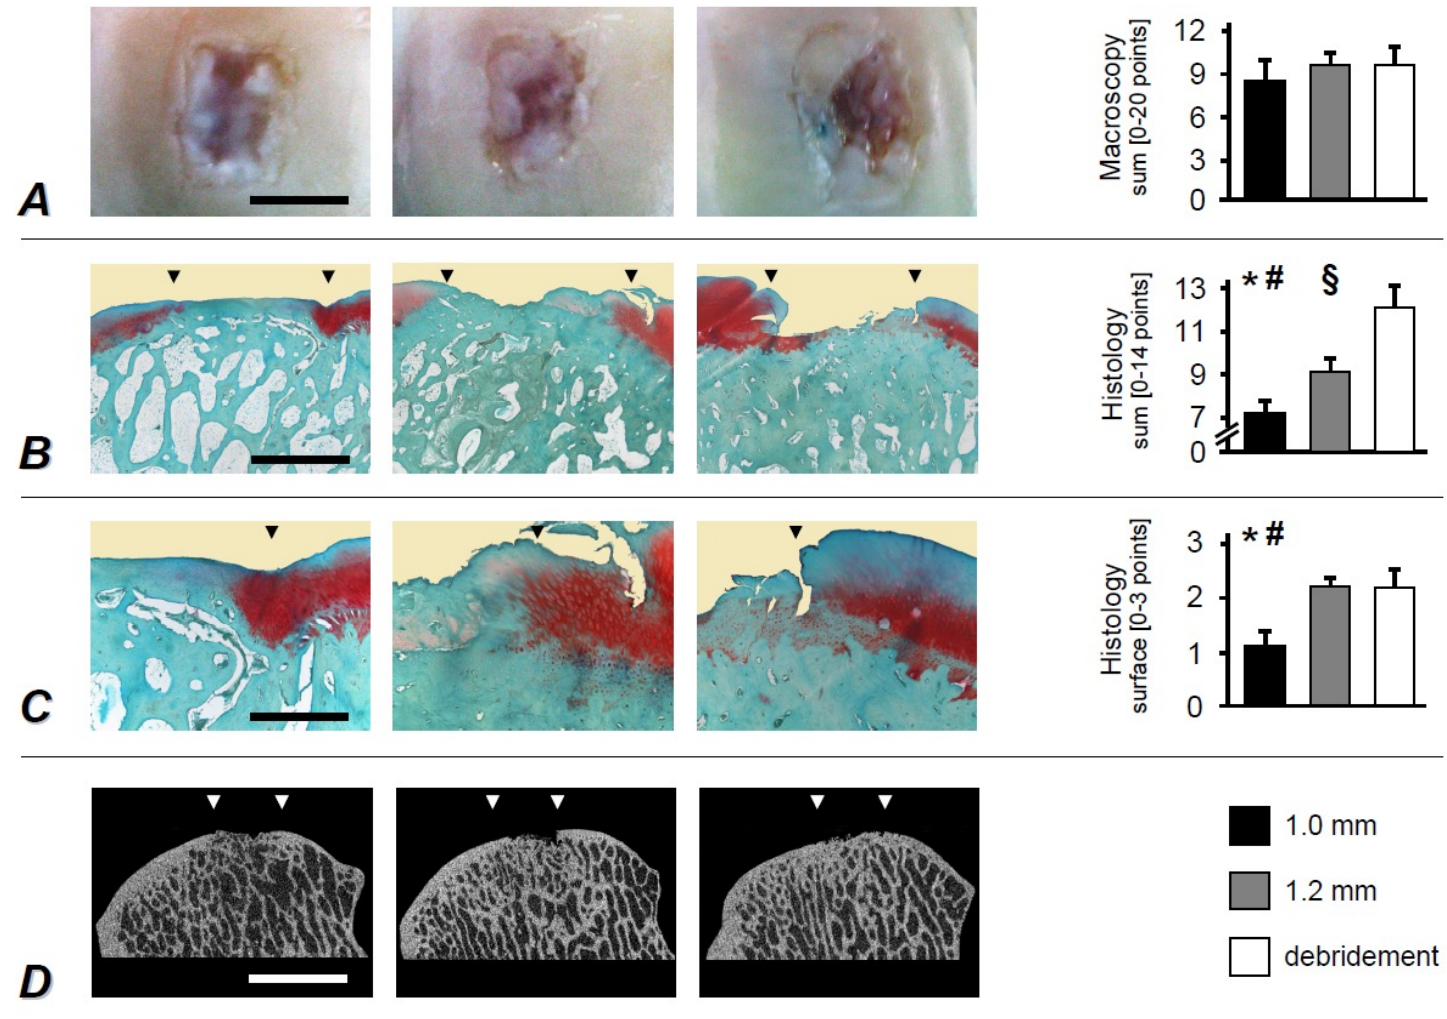 A
Macroscopy
sum [0-20 points]
12
9
6
3
0
B
Histology
sum [0-14 points]
13
11
9
7
0
* #
§
C
Histology
surface [0-3 points]
3
2
1
0
* #
D
1.0 mm
1.2 mm
debridement